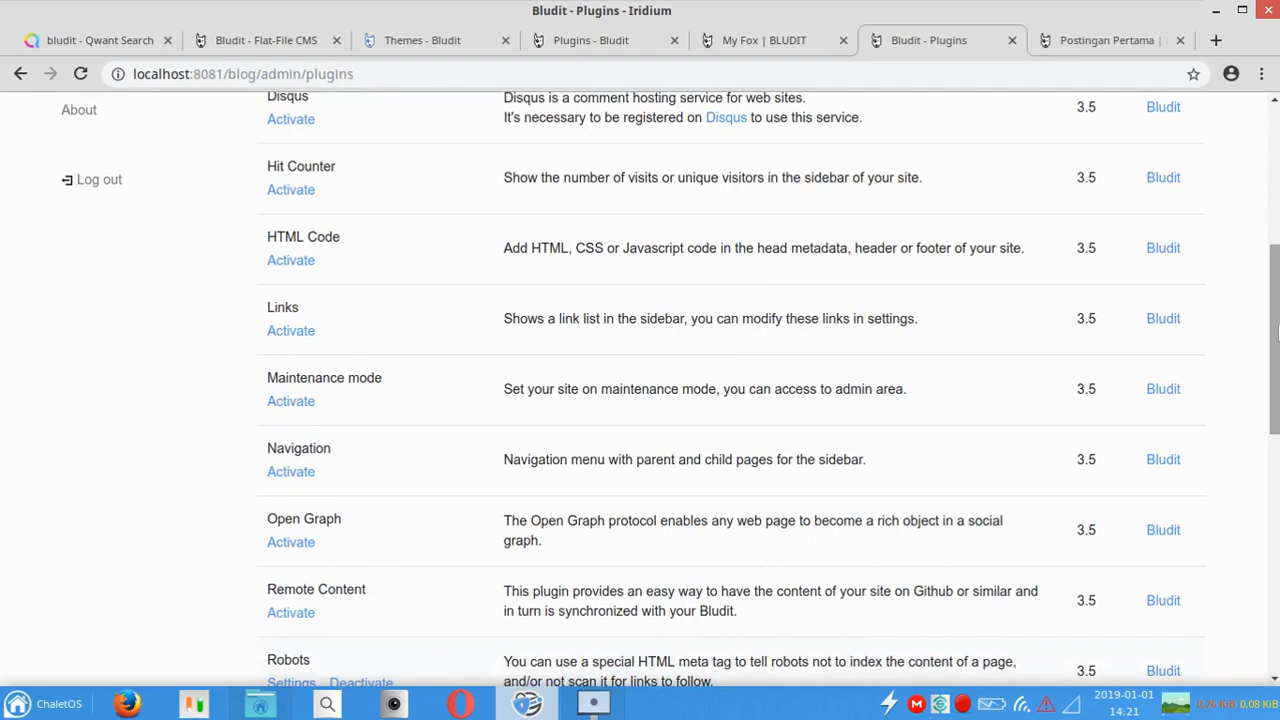 Bludit - Plugins - Iridium
bludit - Qwant Search
Bludit - Flat-File CMS
Themes - Bludit
Plugins - Bludit
My Fox | BLUDIT
Bludit - Plugins
Postingan Pertama |
localhost:8081/blog/admin/plugins
About
Log out
Disqus
Activate
Disqus is a comment hosting service for web sites.
It's necessary to be registered on Disqus to use this service.
3.5
Bludit
Hit Counter
Activate
Show the number of visits or unique visitors in the sidebar of your site.
3.5
Bludit
HTML Code
Activate
Add HTML, CSS or Javascript code in the head metadata, header or footer of your site.
3.5
Bludit
Links
Activate
Shows a link list in the sidebar, you can modify these links in settings.
3.5
Bludit
Maintenance mode
Activate
Set your site on maintenance mode, you can access to admin area.
3.5
Bludit
Navigation
Activate
Navigation menu with parent and child pages for the sidebar.
3.5
Bludit
Open Graph
Activate
The Open Graph protocol enables any web page to become a rich object in a social
graph.
3.5
Bludit
Remote Content
Activate
This plugin provides an easy way to have the content of your site on Github or similar and
in turn is synchronized with your Bludit.
3.5
Bludit
Robots
Settings Deactivate
You can use a special HTML meta tag to tell robots not to index the content of a page,
and/or not scan it for links to follow.
3.5
Bludit
ChaletOS
2019-01-01
14:21
0,26 KiB 0,08 KiB